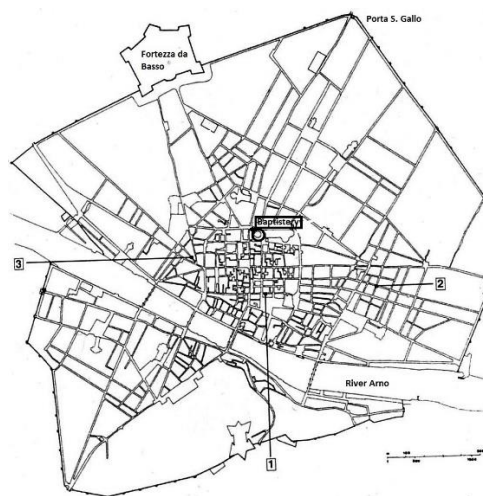 Porta S. Gallo
Fortezza da
Basso
Baptistery
3
2
River Arno
1